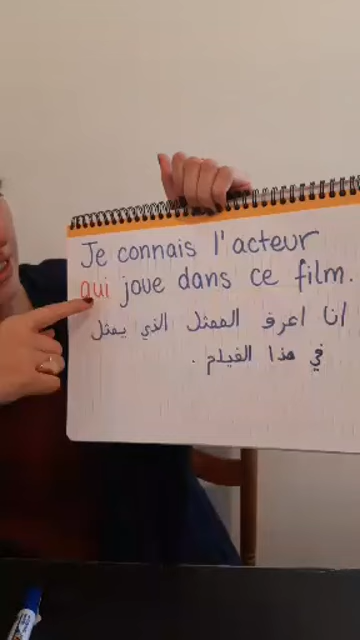 Je connais l'acteur
qui joue dans ce film.
انا اعرف الممثل الذي يمثل
في هذا الفيلم .